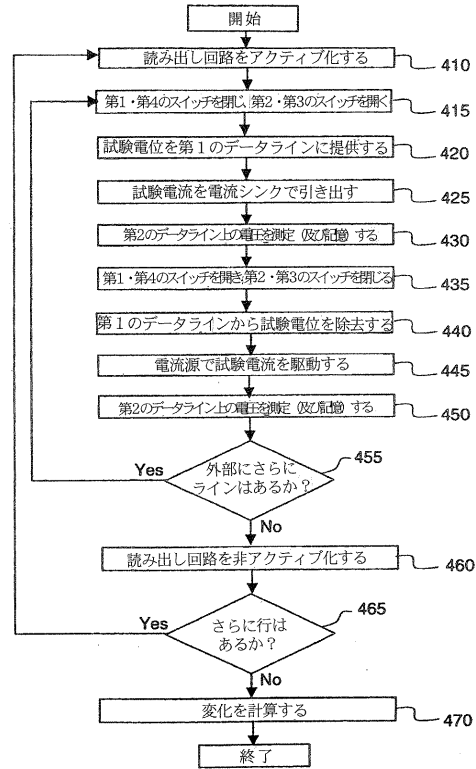 開始
読み出し回路をアクティブ化する
410
第1・第4のスイッチを閉じ、第2・第3のスイッチを開く
415
試験電位を第1のデータラインに提供する
420
試験電流を電流シンクで引き出す
425
第2のデータライン上の電圧を測定（及び記憶）する
430
第1・第4のスイッチを開き、第2・第3のスイッチを閉じる
435
第1のデータラインから試験電位を除去する
440
電流源で試験電流を駆動する
445
第2のデータライン上の電圧を測定（及び記憶）する
450
455
Yes
外部にさらに
ラインはあるか？
No
読み出し回路を非アクティブ化する
460
465
Yes
さらに行は
あるか？
No
変化を計算する
470
終了